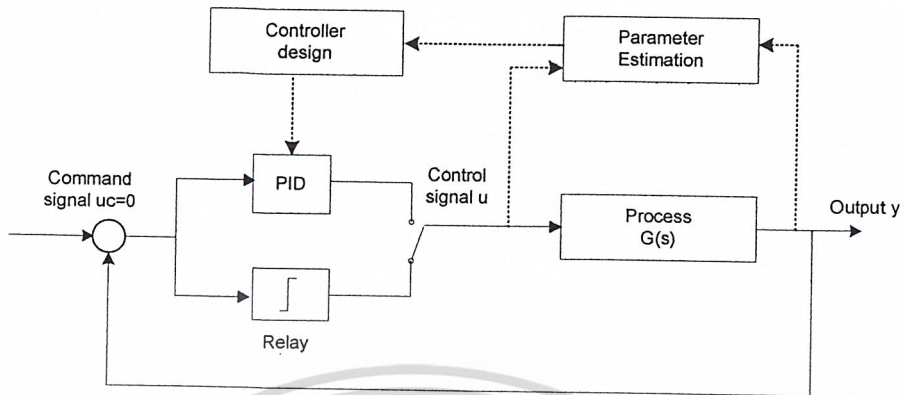 Controller
design
Parameter
Estimation
Command
signal uc=0
PID
Control
signal u
Process
G(s)
Output y
Relay